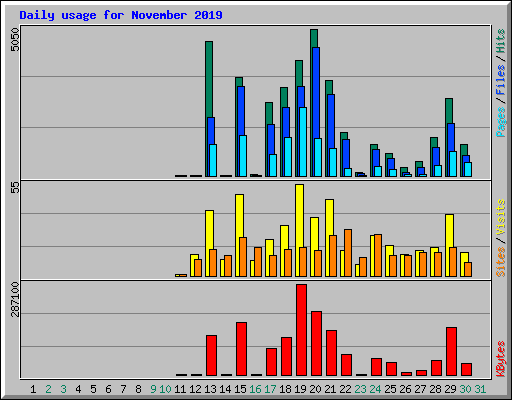 Daily usage for November 2019
5050
Pages / Files / Hits
55
Sites / Visits
287100
KBytes
1 2 3 4 5 6 7 8 9 10 11 12 13 14 15 16 17 18 19 20 21 22 23 24 25 26 27 28 29 30 31